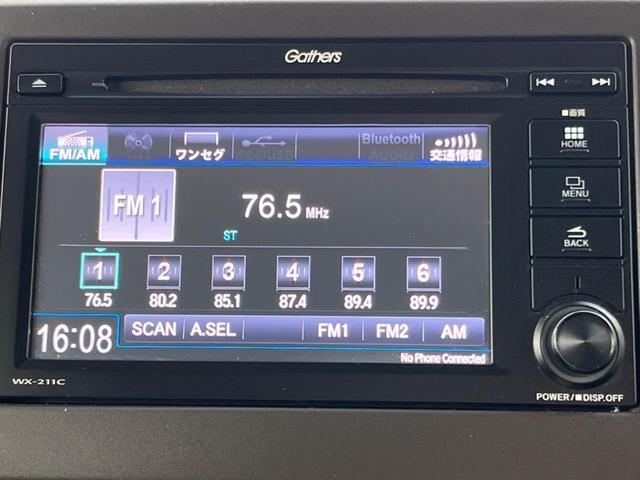 Gathers
■画質
FM/AM CD ワンセグ iPod/USB Bluetooth AUDIO 交通情報
HOME
FM 1 76.5 MHz
MENU
ST
BACK
1 2 3 4 5 6
76.5 80.2 85.1 87.4 89.4 89.9
16:08 SCAN A.SEL FM1 FM2 AM
No Phone Connected
WX-211C
POWER/■DISP.OFF